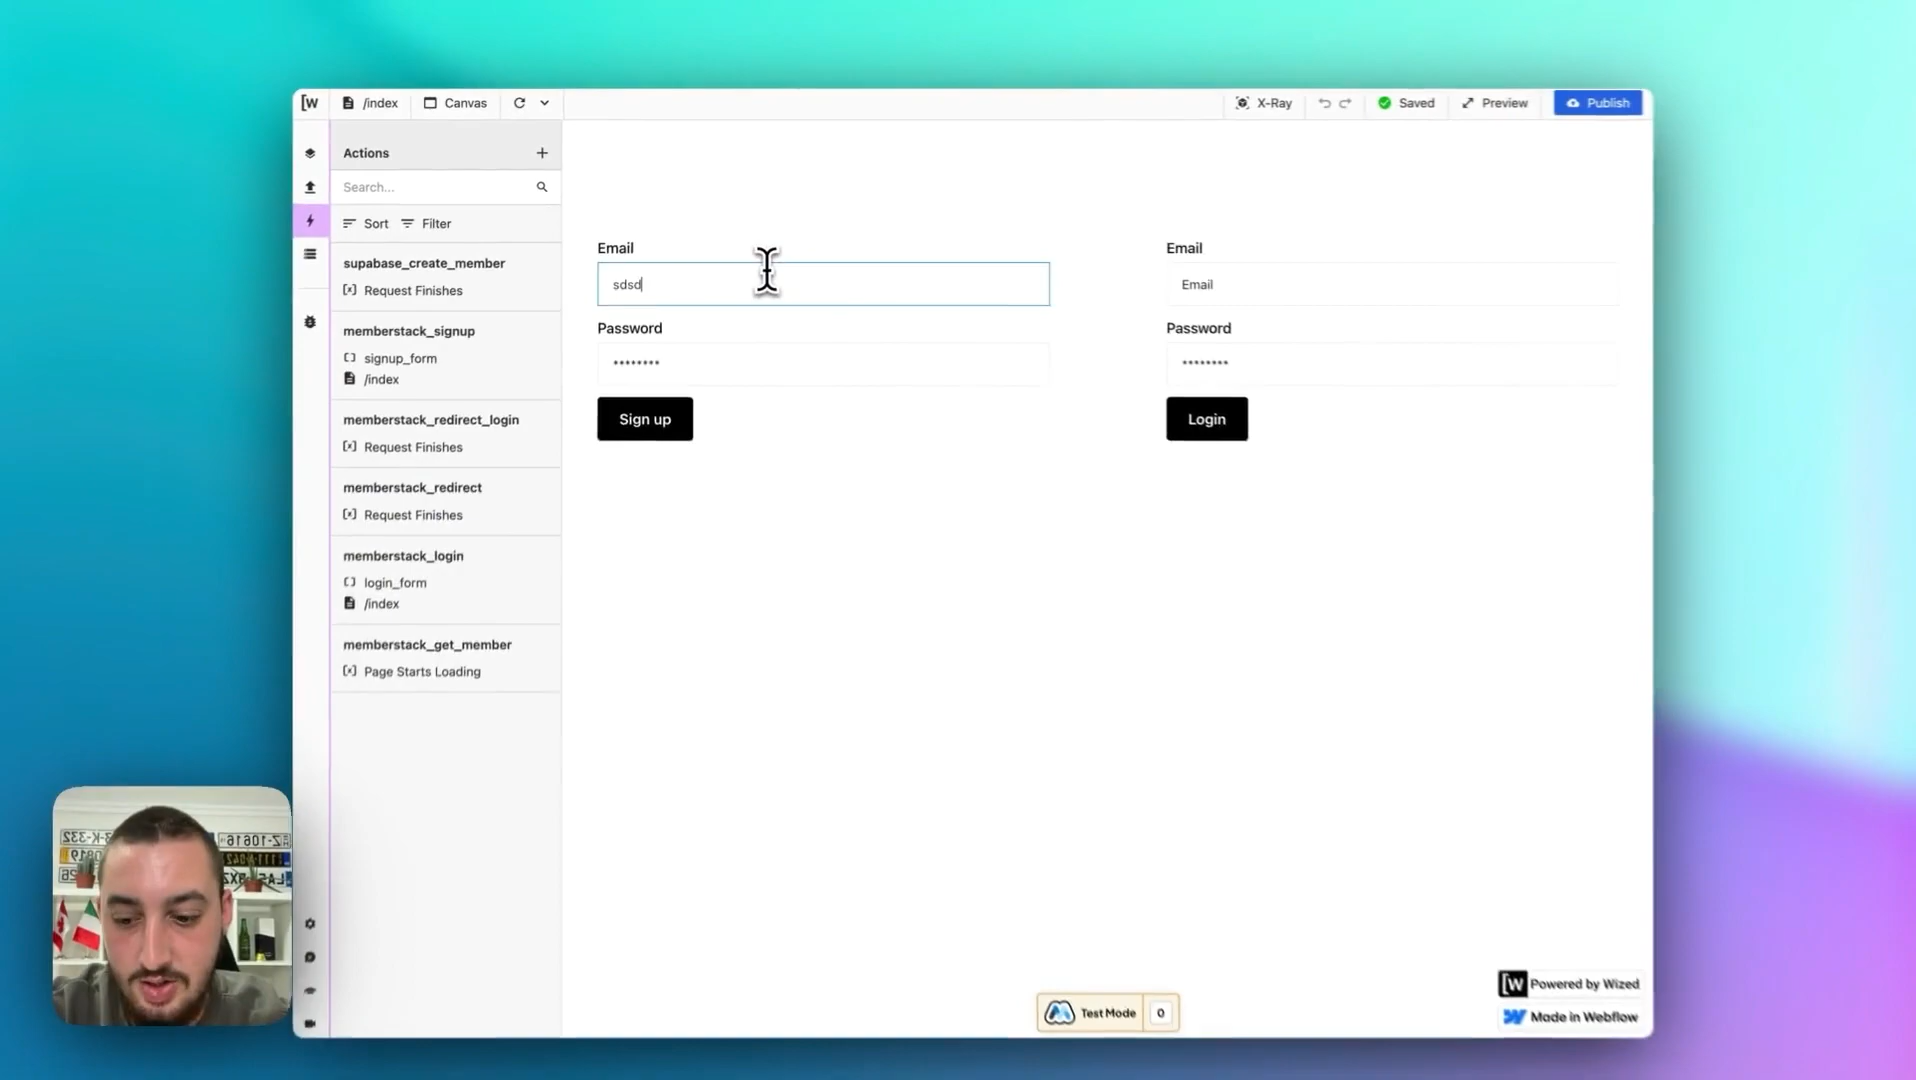 [W
/index
Canvas
X-Ray
Saved
Preview
Publish
Actions
Search...
Sort
Filter
supabase_create_member
Request Finishes
memberstack_signup
signup_form
/index
memberstack_redirect_login
Request Finishes
memberstack_redirect
Request Finishes
memberstack_login
login_form
/index
memberstack_get_member
Page Starts Loading
Email
sdsd
Password
********
Sign up
Email
Email
Password
********
Login
Test Mode 0
[W Powered by Wized
Made in Webflow